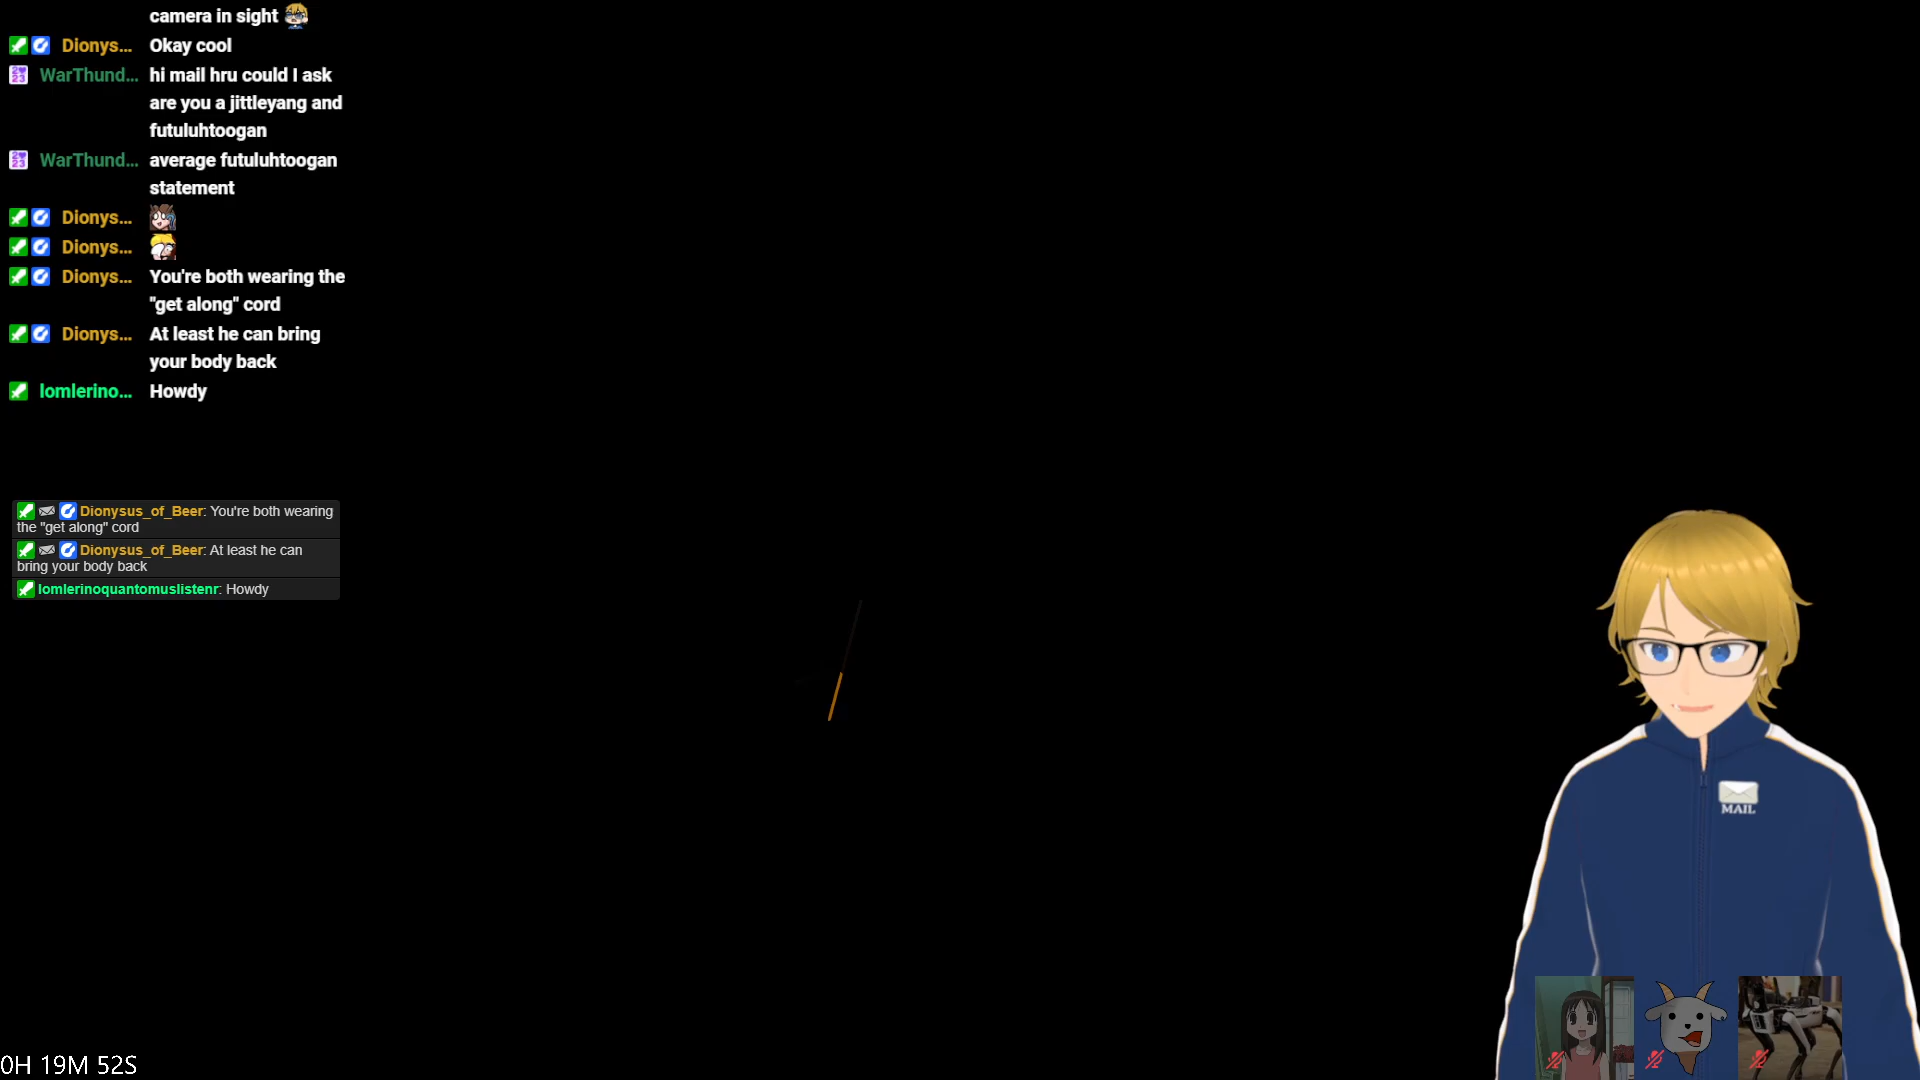 camera in sight
Dionys... Okay cool
WarThund... hi mail hru could I ask
are you a jittleyang and
futuluhtoogan
WarThund... average futuluhtoogan
statement
Dionys...
Dionys...
Dionys... You're both wearing the
"get along" cord
Dionys... At least he can bring
your body back
lomlerino... Howdy
Dionysus_of_Beer: You're both wearing
the "get along" cord
Dionysus_of_Beer: At least he can
bring your body back
lomlerinoquantomuslistenr: Howdy
MAIL
0H 19M 52S